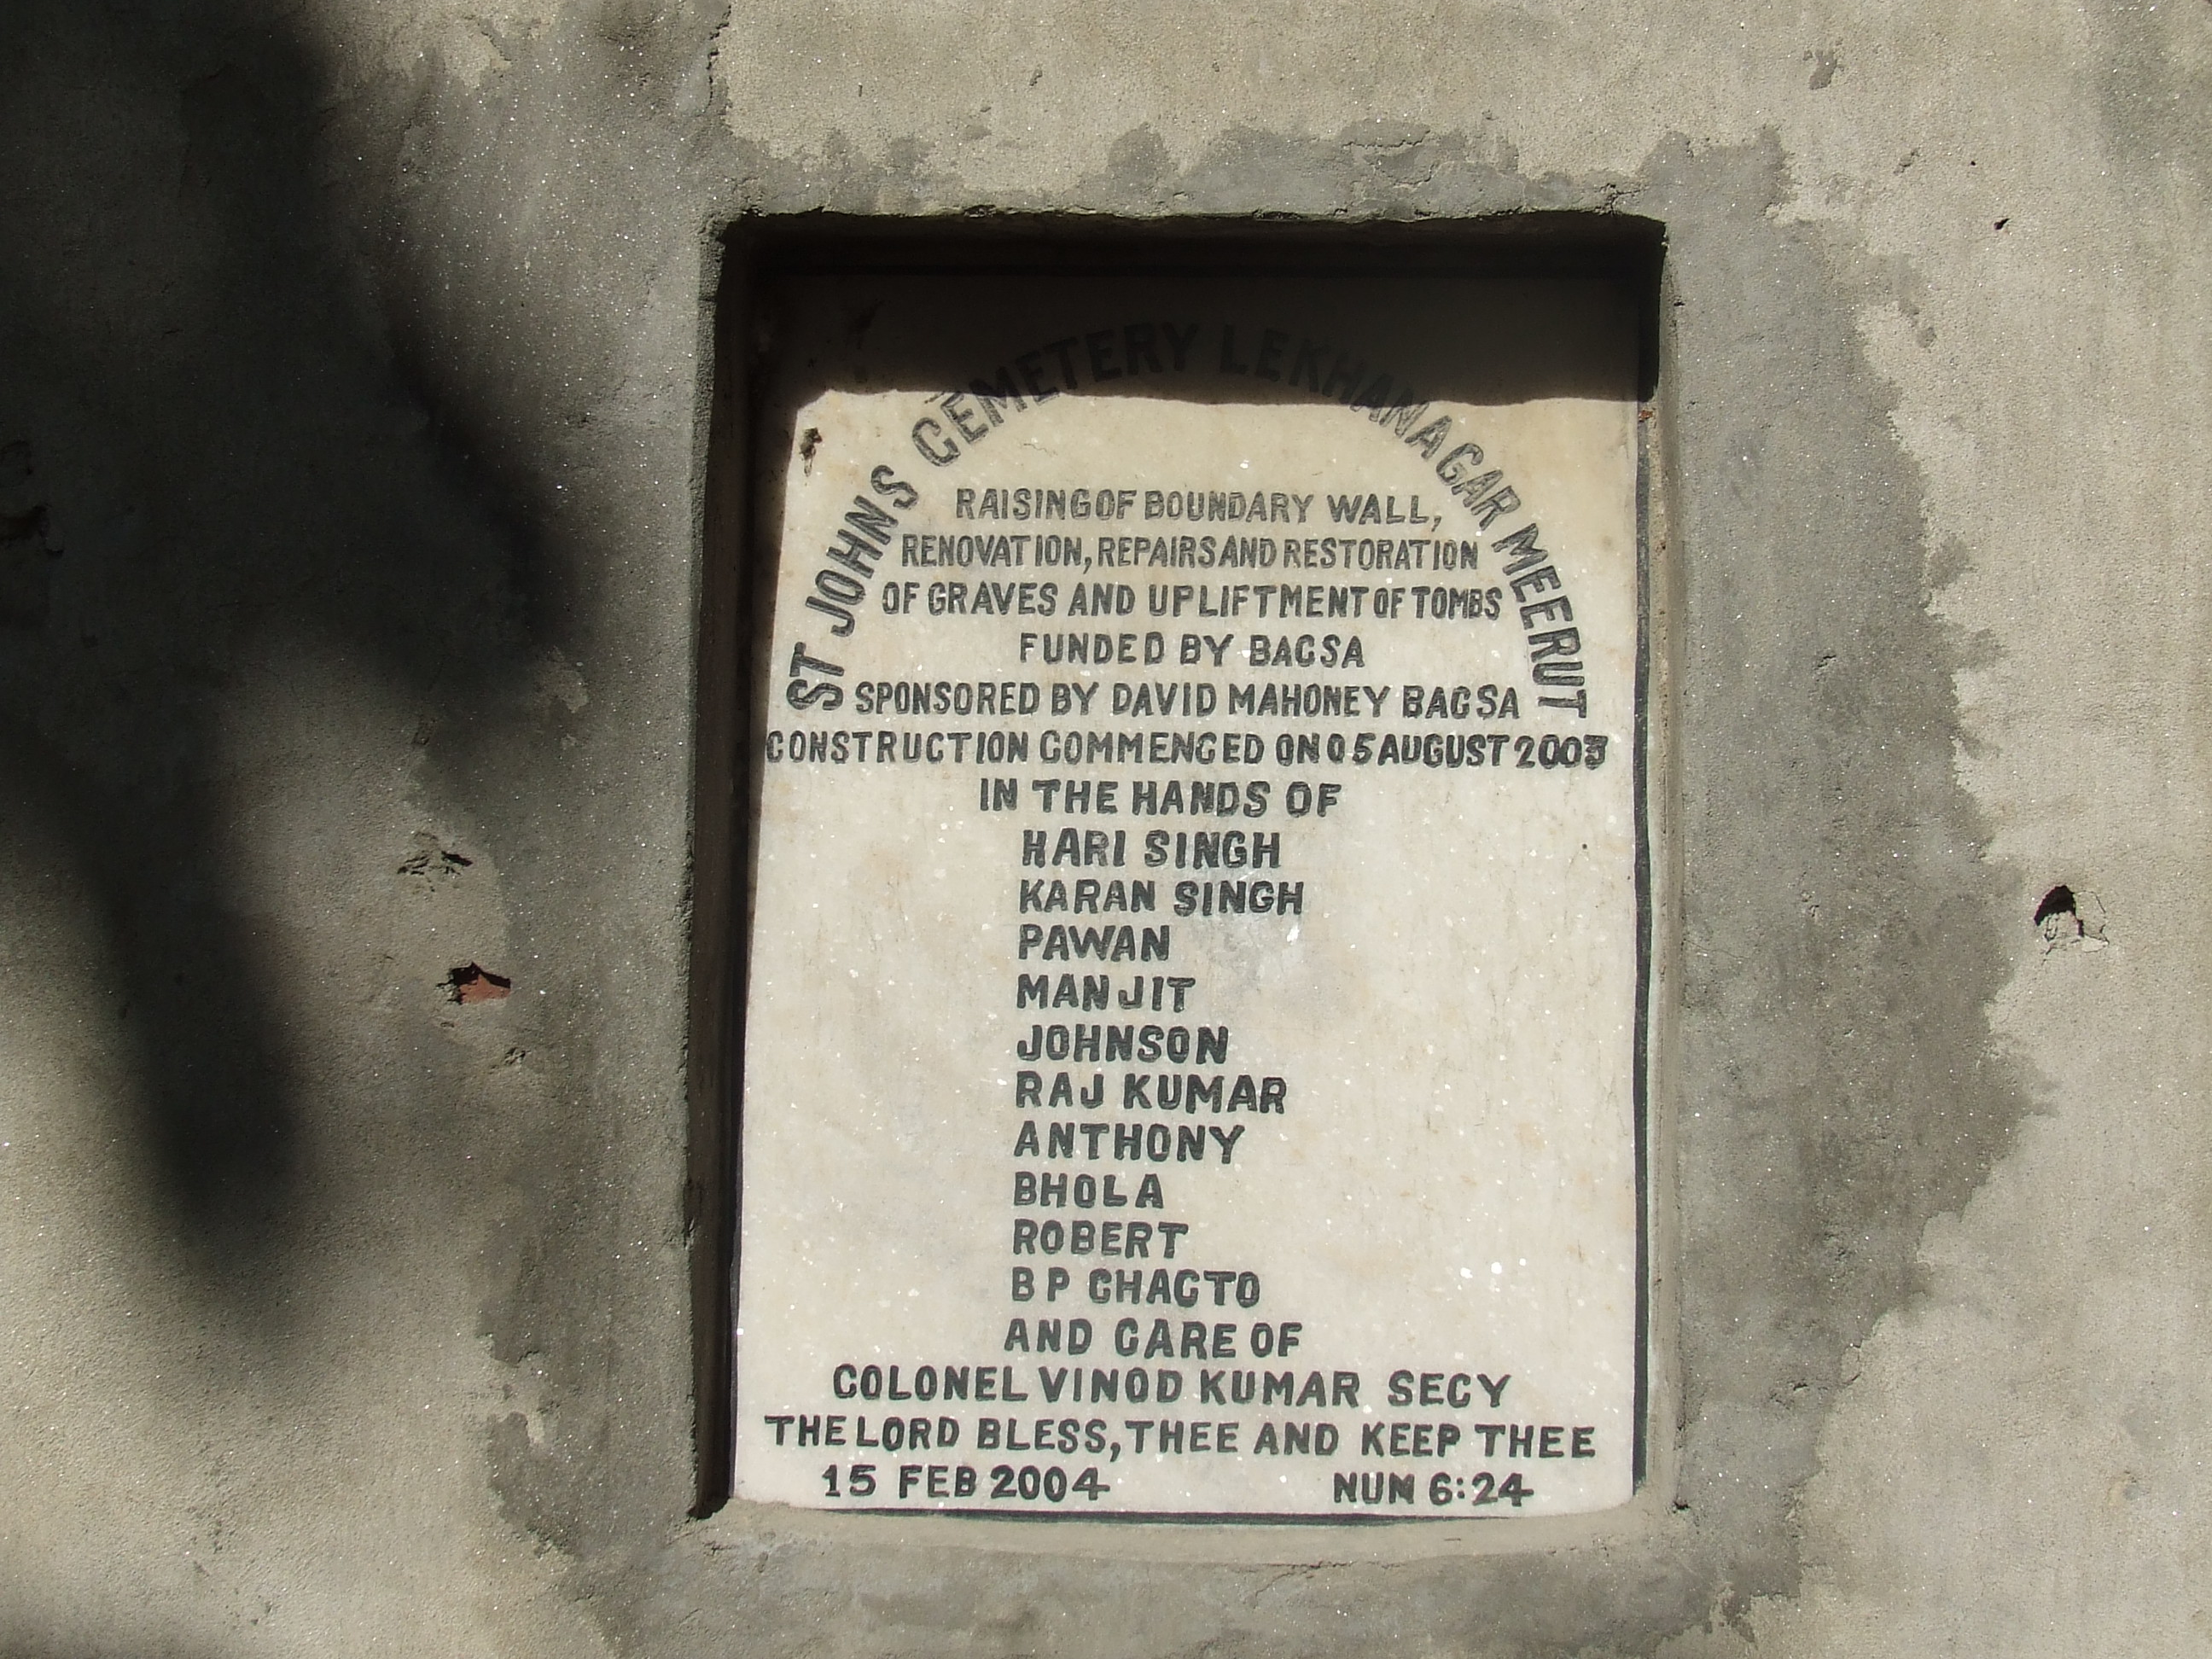 ST JOHNS CEMETERY LEKHANAGAR MEERUT
RAISING OF BOUNDARY WALL,
RENOVATION, REPAIRS AND RESTORATION
OF GRAVES AND UPLIFTMENT OF TOMBS
FUNDED BY BACSA
SPONSORED BY DAVID MAHONEY BACSA
CONSTRUCTION COMMENCED ON 05 AUGUST 2003
IN THE HANDS OF
HARI SINGH
KARAN SINGH
PAWAN
MANJIT
JOHNSON
RAJ KUMAR
ANTHONY
BHOLA
ROBERT
B P CHACTO
AND CARE OF
COLONEL VINOD KUMAR SECY
THE LORD BLESS, THEE AND KEEP THEE
15 FEB 2004 NUM 6:24